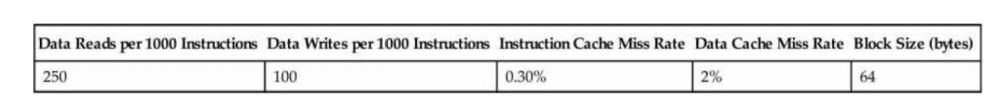 Data Reads per 1000 Instructions Data Writes per 1000 Instructions Instruction Cache Miss Rate Data Cache Miss Rate Block Size (bytes)
250 100 0.30% 2% 64